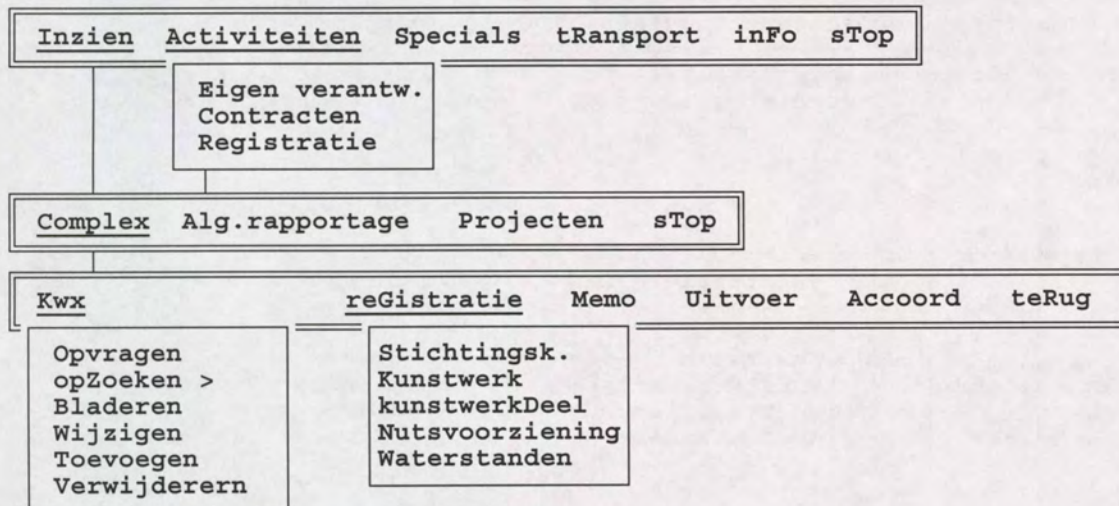 Inzien Activiteiten Specials tRansport inFo sTop
Eigen verantw.
Contracten
Registratie
Complex Alg.rapportage Projecten sTop
Kwx reGistratie Memo Uitvoer Accoord teRug
Opvragen
opZoeken >
Bladeren
Wijzigen
Toevoegen
Verwijderern
Stichtingsk.
Kunstwerk
kunstwerkDeel
Nutsvoorziening
Waterstanden